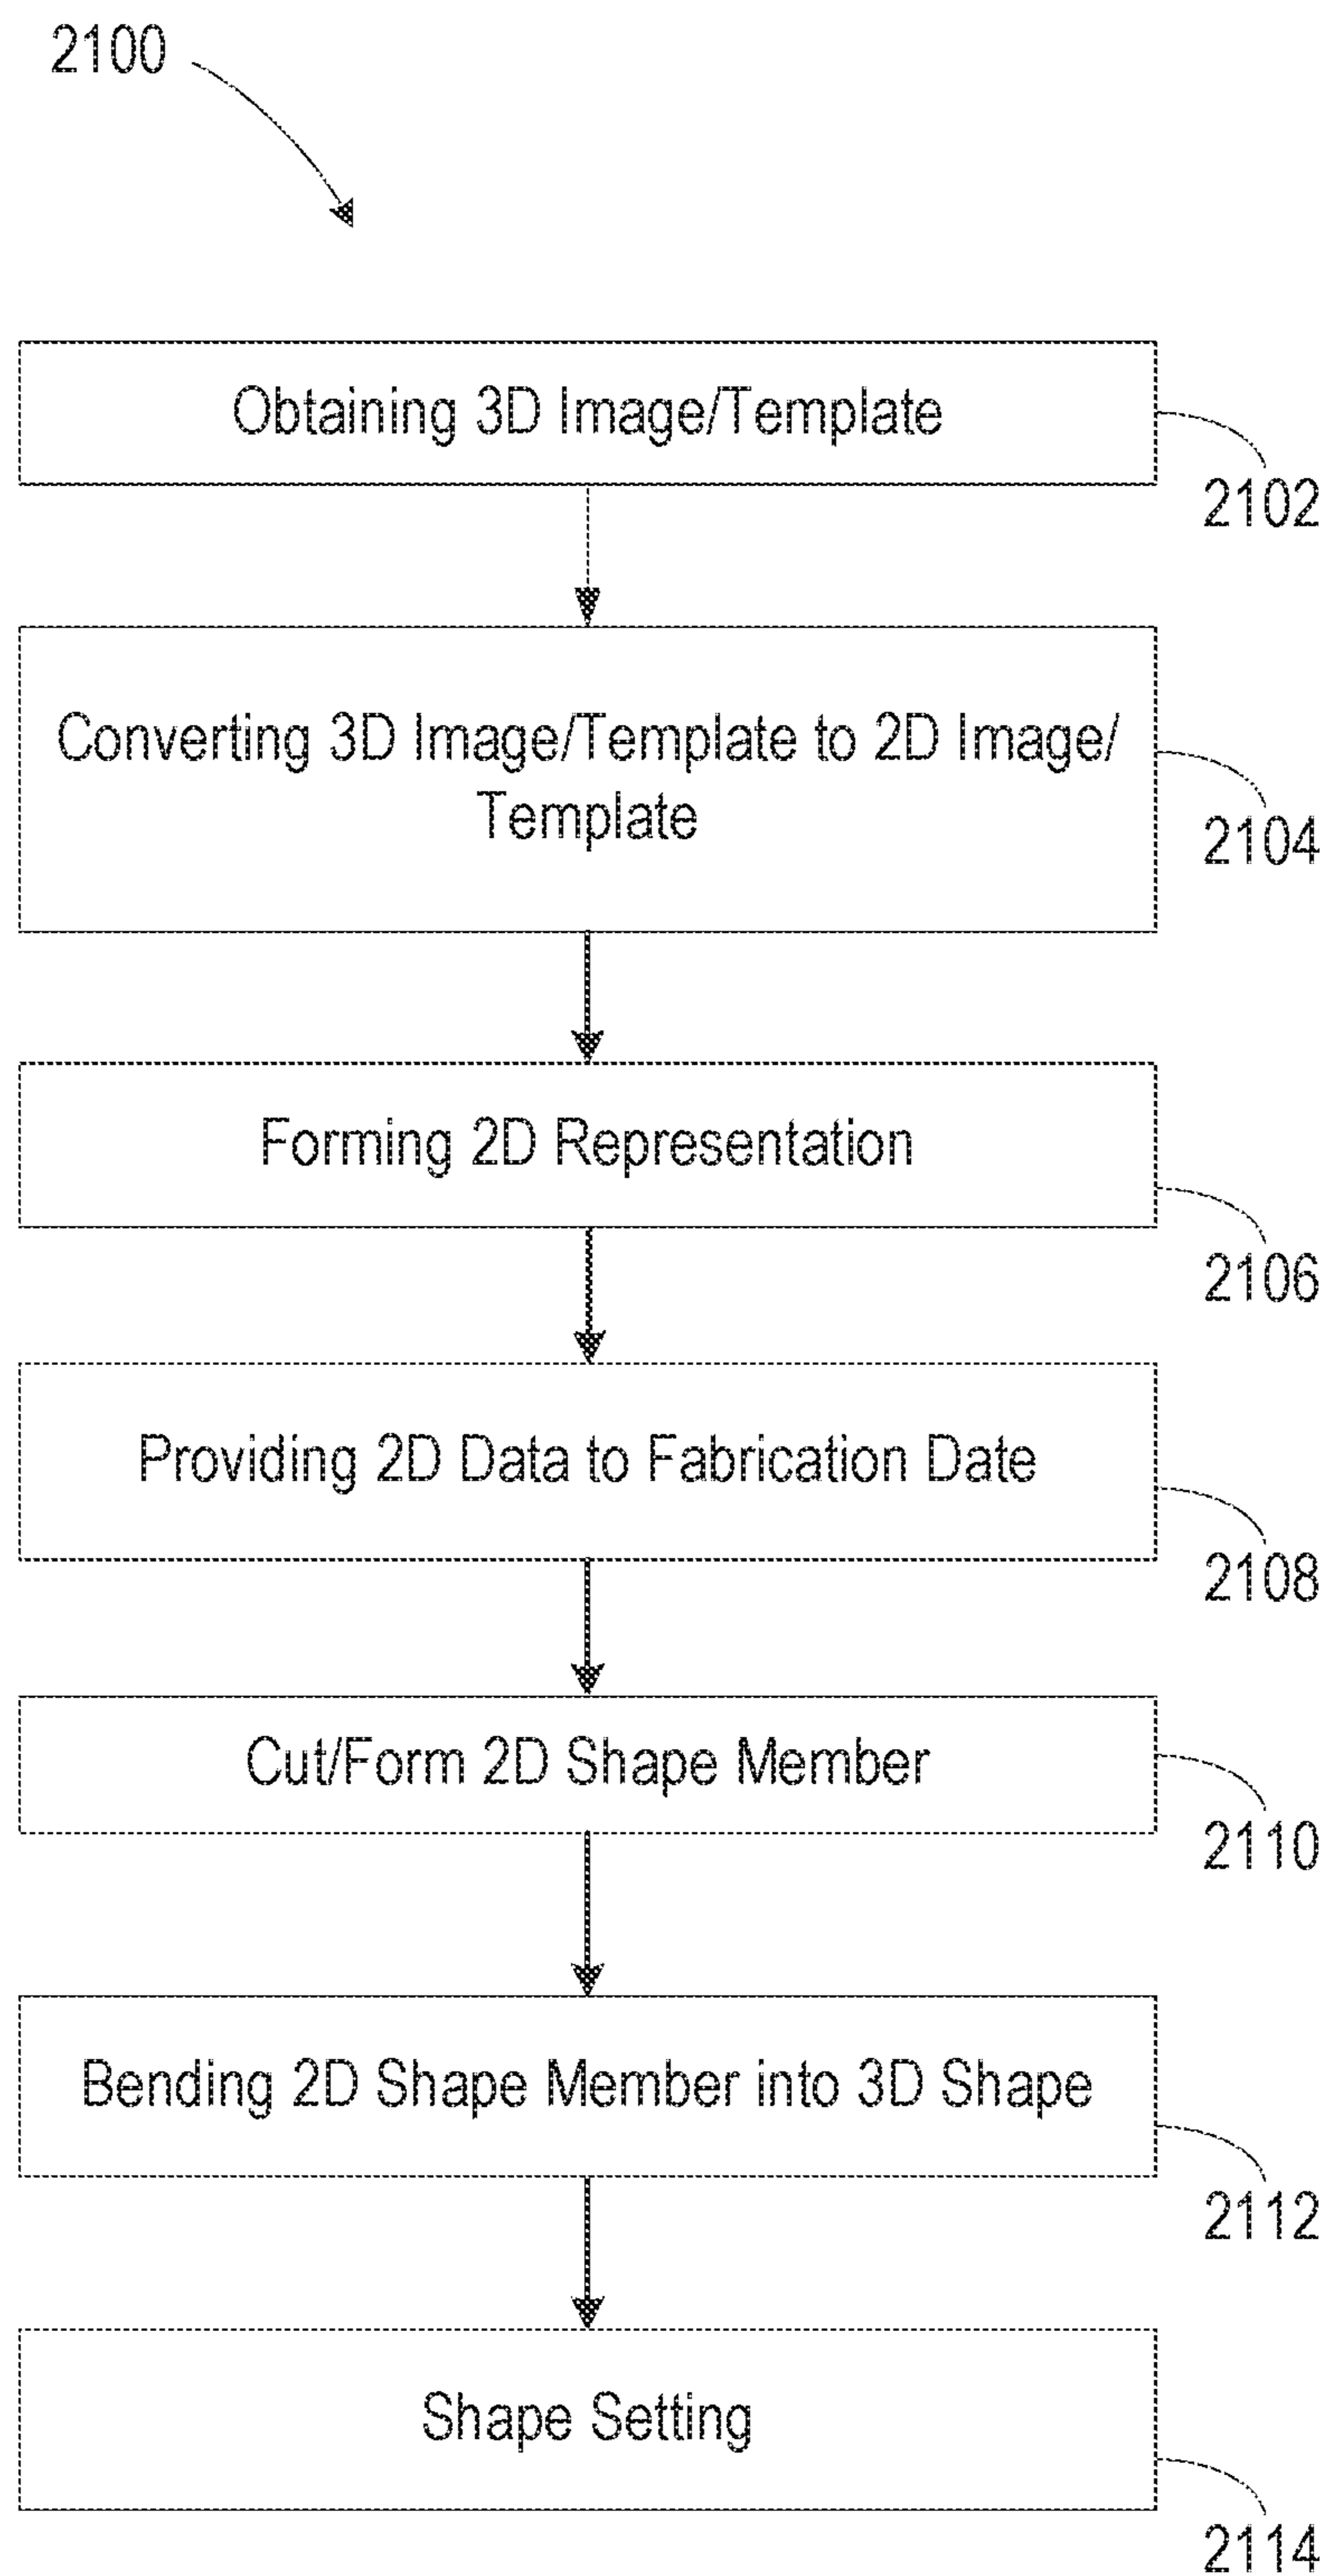 2100
Obtaining 3D Image/Template
2102
Converting 3D Image/Template to 2D Image/
Template
2104
Forming 2D Representation
2106
Providing 2D Data to Fabrication Date
2108
Cut/Form 2D Shape Member
2110
Bending 2D Shape Member into 3D Shape
2112
Shape Setting
2114